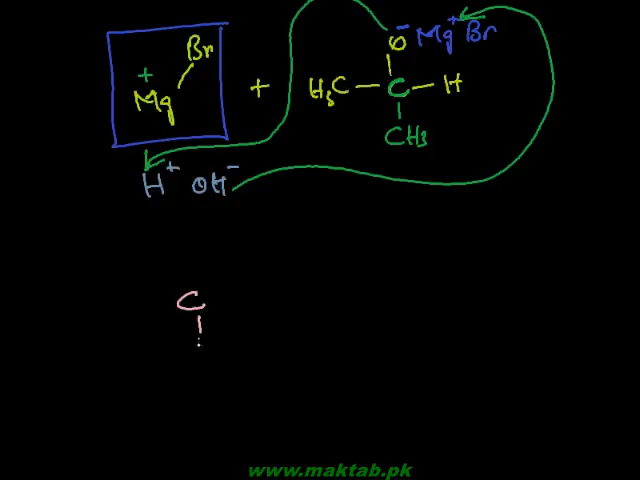 Br
+
Mg
+
H₃C — C — H
O⁻ Mg⁺ Br
CH₃
H⁺ OH⁻
C
www.maktab.pk